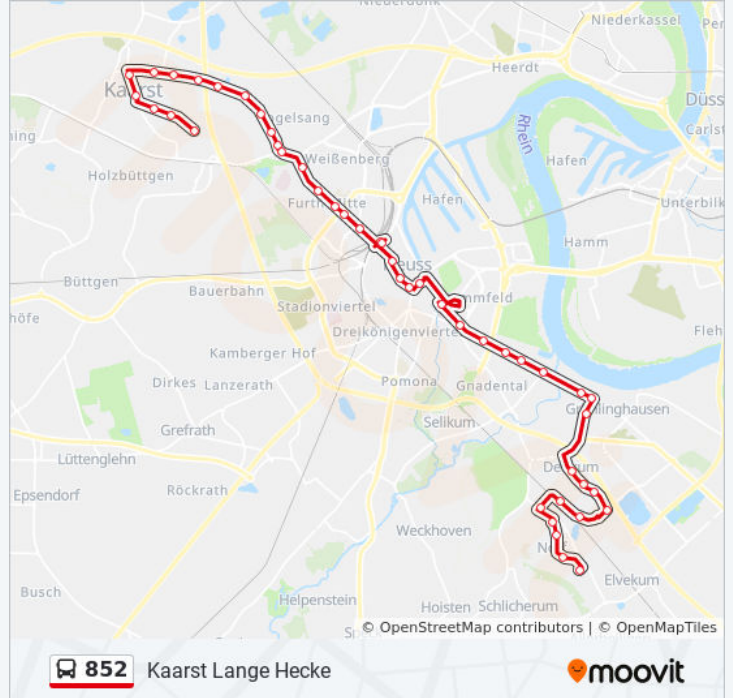 Niederdonk
Niederkassel
Heerdt
Kaarst
Düss
Rhein
Carlst
Weißenberg
Hafen
Holzbüttgen
Hafen
Unterbilk
Hamm
Büttgen
Bauerbahn
Stadionviertel
Dreikönigenviertel
Fleh
Kamberger Hof
Dirkes Lanzerath
Pomona
Gnadental
Grefrath
Selikum
Lüttenglehn
Röckrath
Epsendorf
Weckhoven
Elvekum
Busch
Helpenstein
Hoisten Schlicherum
© OpenStreetMap contributors | © OpenMapTiles
852 Kaarst Lange Hecke
moovit